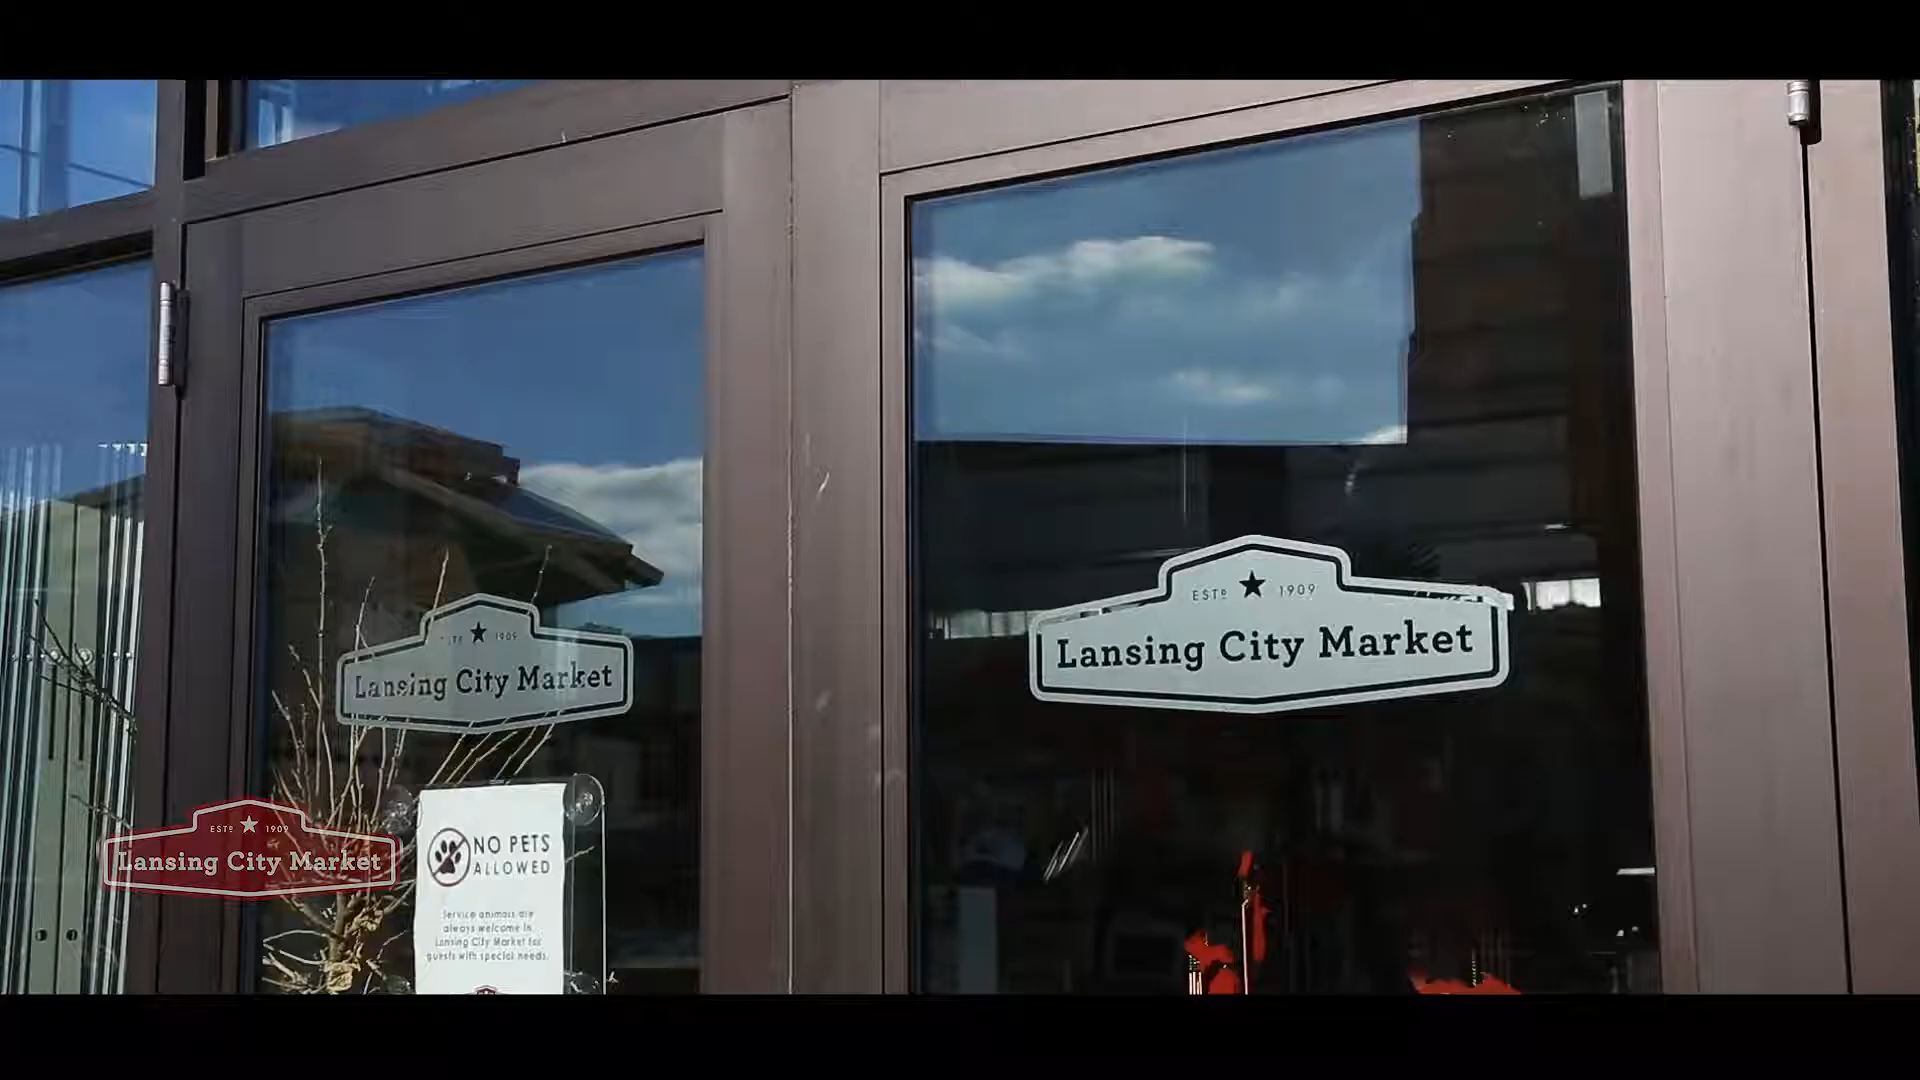 ESTD 1909
Lansing City Market
1909
Lansing City Market
ESTD 1909
Lansing City Market
NO PETS
ALLOWED
Service animals are
always welcome in
Lansing City Market for
guests with special needs.